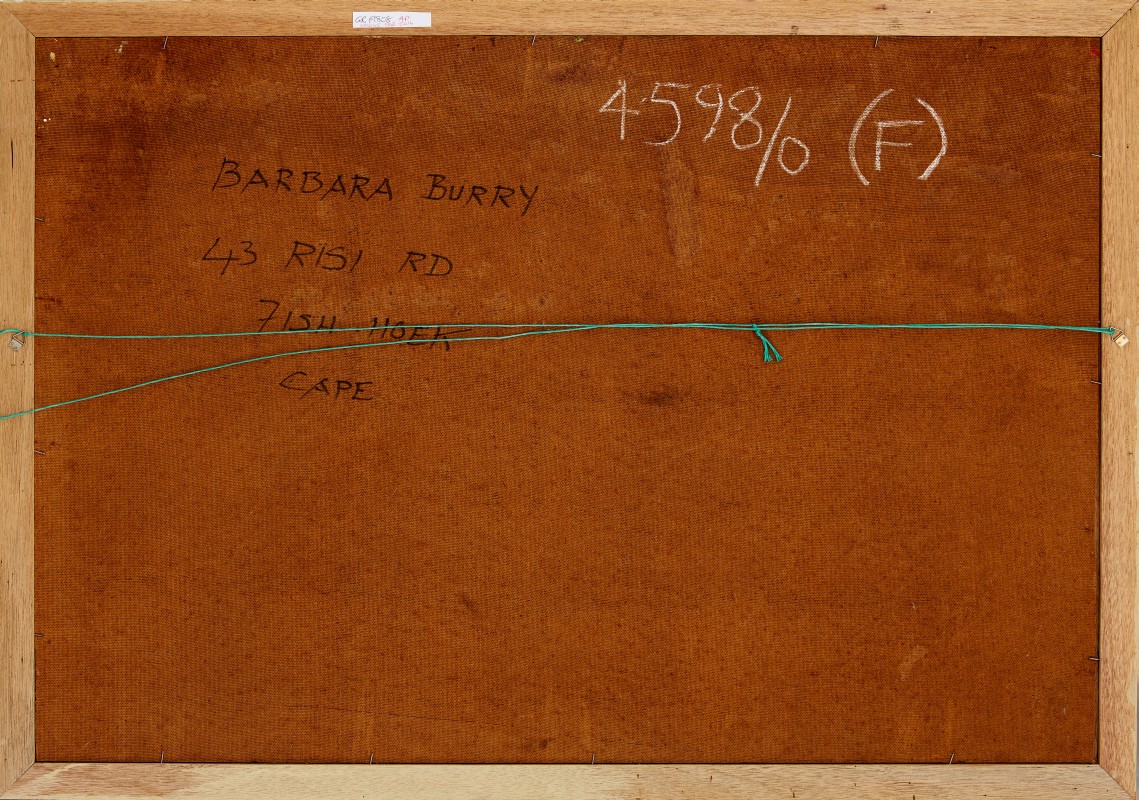 4598/0 (F)
BARBARA BURRY
43 RISI RD
FISH HOEK
CAPE